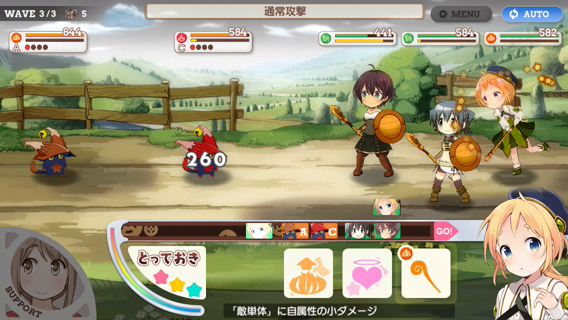 WAVE 3/3 5
通常攻撃
MENU
AUTO
844
A
584
C
441
584
582
260
A C GO!
とっておき
SUPPORT
「敵単体」に自属性の小ダメージ